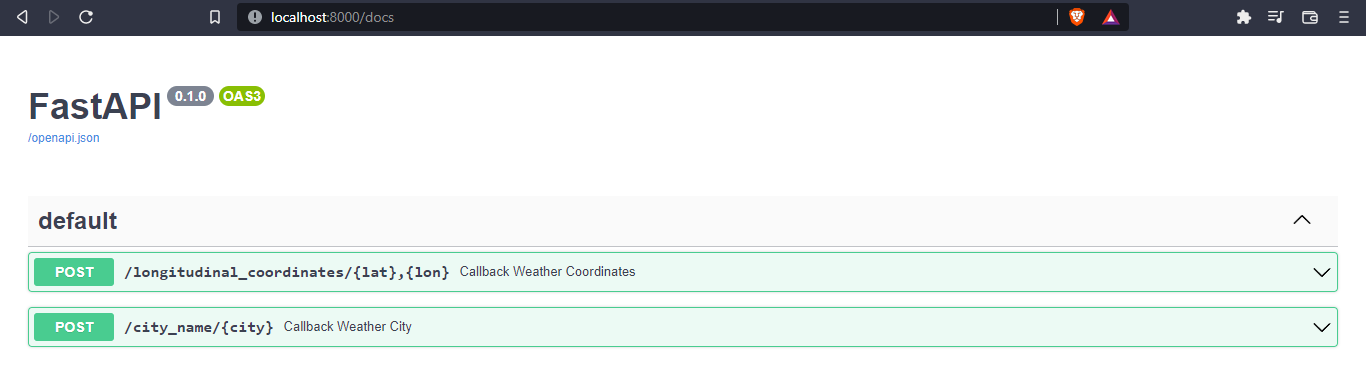 localhost:8000/docs
FastAPI 0.1.0 OAS3
/openapi.json
default
POST /longitudinal_coordinates/{lat},{lon} Callback Weather Coordinates
POST /city_name/{city} Callback Weather City